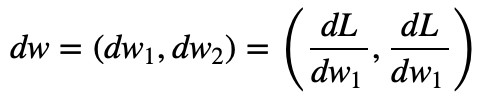 dw = (dw₁, dw₂) = (dL/dw₁, dL/dw₁)